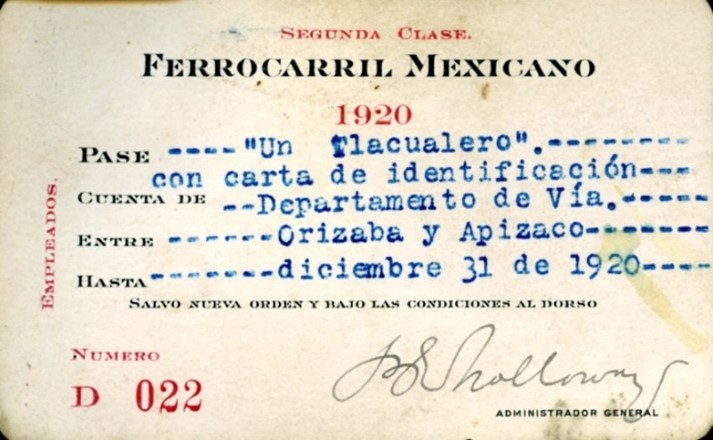 SEGUNDA CLASE.
FERROCARRIL MEXICANO
1920
PASE ----"Un Tlacualero".--------
con carta de identificación---
CUENTA DE --Departamento de Vía.-----
ENTRE ------Orizaba y Apizaco-------
HASTA-------diciembre 31 de 1920----
SALVO NUEVA ORDEN Y BAJO LAS CONDICIONES AL DORSO
EMPLEADOS.
NUMERO
D 022
ADMINISTRADOR GENERAL